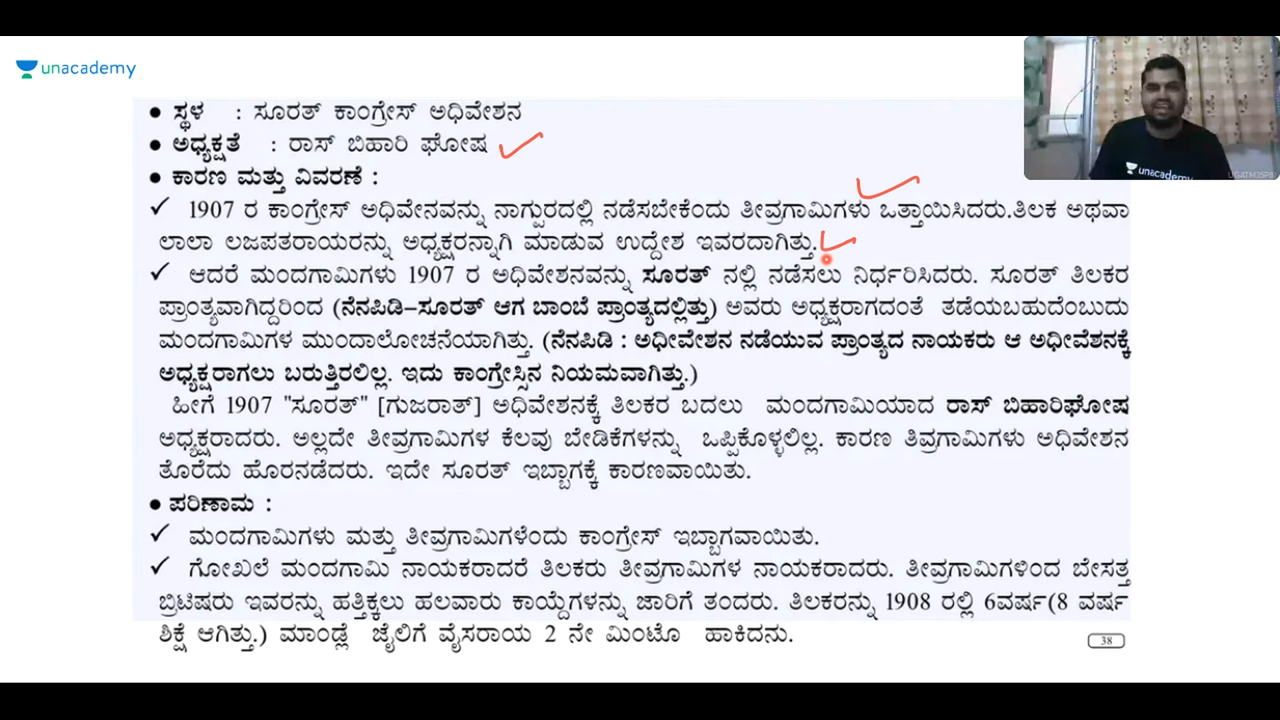 unacademy
unacademy
• ಸ್ಥಳ : ಸೂರತ್ ಕಾಂಗ್ರೇಸ್ ಅಧಿವೇಶನ
• ಅಧ್ಯಕ್ಷತೆ : ರಾಸ್ ಬಿಹಾರಿ ಘೋಷ
• ಕಾರಣ ಮತ್ತು ವಿವರಣೆ :
✓ 1907 ರ ಕಾಂಗ್ರೇಸ್ ಅಧಿವೇನವನ್ನು ನಾಗ್ಪುರದಲ್ಲಿ ನಡೆಸಬೇಕೆಂದು ತೀವ್ರಗಾಮಿಗಳು ಒತ್ತಾಯಿಸಿದರು.ತಿಲಕ ಅಥವಾ
ಲಾಲಾ ಲಜಪತರಾಯರನ್ನು ಅಧ್ಯಕ್ಷರನ್ನಾಗಿ ಮಾಡುವ ಉದ್ದೇಶ ಇವರದಾಗಿತ್ತು.
✓ ಆದರೆ ಮಂದಗಾಮಿಗಳು 1907 ರ ಅಧಿವೇಶನವನ್ನು ಸೂರತ್ ನಲ್ಲಿ ನಡೆಸಲು ನಿರ್ಧರಿಸಿದರು. ಸೂರತ್ ತಿಲಕರ
ಪ್ರಾಂತ್ಯವಾಗಿದ್ದರಿಂದ (ನೆನಪಿಡಿ–ಸೂರತ್ ಆಗ ಬಾಂಬೆ ಪ್ರಾಂತ್ಯದಲ್ಲಿತ್ತು) ಅವರು ಅಧ್ಯಕ್ಷರಾಗದಂತೆ ತಡೆಯಬಹುದೆಂಬುದು
ಮಂದಗಾಮಿಗಳ ಮುಂದಾಲೋಚನೆಯಾಗಿತ್ತು. (ನೆನಪಿಡಿ : ಅಧೀವೇಶನ ನಡೆಯುವ ಪ್ರಾಂತ್ಯದ ನಾಯಕರು ಆ ಅಧೀವೆಶನಕ್ಕೆ
ಅಧ್ಯಕ್ಷರಾಗಲು ಬರುತ್ತಿರಲಿಲ್ಲ. ಇದು ಕಾಂಗ್ರೆಸ್ಸಿನ ನಿಯಮವಾಗಿತ್ತು.)
ಹೀಗೆ 1907 "ಸೂರತ್" [ಗುಜರಾತ್] ಅಧಿವೇಶನಕ್ಕೆ ತಿಲಕರ ಬದಲು ಮಂದಗಾಮಿಯಾದ ರಾಸ್ ಬಿಹಾರಿಘೋಷ
ಅಧ್ಯಕ್ಷರಾದರು. ಅಲ್ಲದೇ ತೀವ್ರಗಾಮಿಗಳ ಕೆಲವು ಬೇಡಿಕೆಗಳನ್ನು ಒಪ್ಪಿಕೊಳ್ಳಲಿಲ್ಲ. ಕಾರಣ ತಿವ್ರಗಾಮಿಗಳು ಅಧಿವೇಶನ
ತೊರೆದು ಹೊರನಡೆದರು. ಇದೇ ಸೂರತ್ ಇಬ್ಬಾಗಕ್ಕೆ ಕಾರಣವಾಯಿತು.
• ಪರಿಣಾಮ :
✓ ಮಂದಗಾಮಿಗಳು ಮತ್ತು ತೀವ್ರಗಾಮಿಗಳೆಂದು ಕಾಂಗ್ರೇಸ್ ಇಬ್ಬಾಗವಾಯಿತು.
✓ ಗೋಖಲೆ ಮಂದಗಾಮಿ ನಾಯಕರಾದರೆ ತಿಲಕರು ತೀವ್ರಗಾಮಿಗಳ ನಾಯಕರಾದರು. ತೀವ್ರಗಾಮಿಗಳಿಂದ ಬೇಸತ್ತ
ಬ್ರಿಟಿಷರು ಇವರನ್ನು ಹತ್ತಿಕ್ಕಲು ಹಲವಾರು ಕಾಯ್ದೆಗಳನ್ನು ಜಾರಿಗೆ ತಂದರು. ತಿಲಕರನ್ನು 1908 ರಲ್ಲಿ 6ವರ್ಷ(8 ವರ್ಷ
ಶಿಕ್ಷೆ ಆಗಿತ್ತು.) ಮಾಂಡ್ಲೆ ಜೈಲಿಗೆ ವೈಸರಾಯ 2 ನೇ ಮಿಂಟೊ ಹಾಕಿದನು.
38